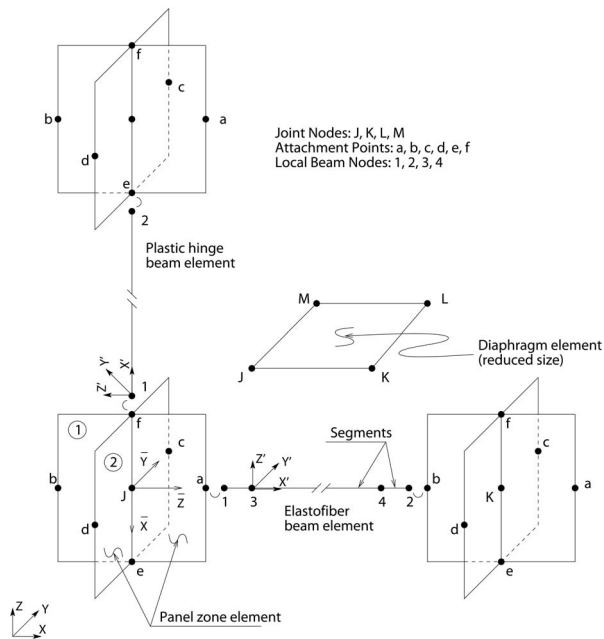 f
c
b
a
d
e
2
Joint Nodes: J, K, L, M
Attachment Points: a, b, c, d, e, f
Local Beam Nodes: 1, 2, 3, 4
Plastic hinge
beam element
M
L
J
K
Diaphragm element
(reduced size)
X'
Y'
Z'
1
f
1
2
c
Y
b
J
Z
a
d
X
e
Segments
Z'
Y'
X'
1
3
4
2
Elastofiber
beam element
f
c
b
K
a
d
e
Panel zone element
Z
Y
X